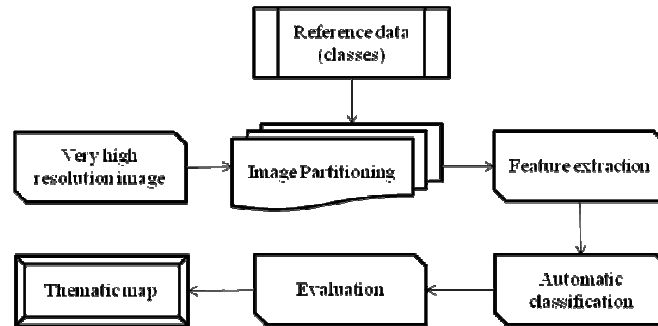 Reference data
(classes)
Very high
resolution image
Image Partitioning
Feature extraction
Automatic
classification
Evaluation
Thematic map